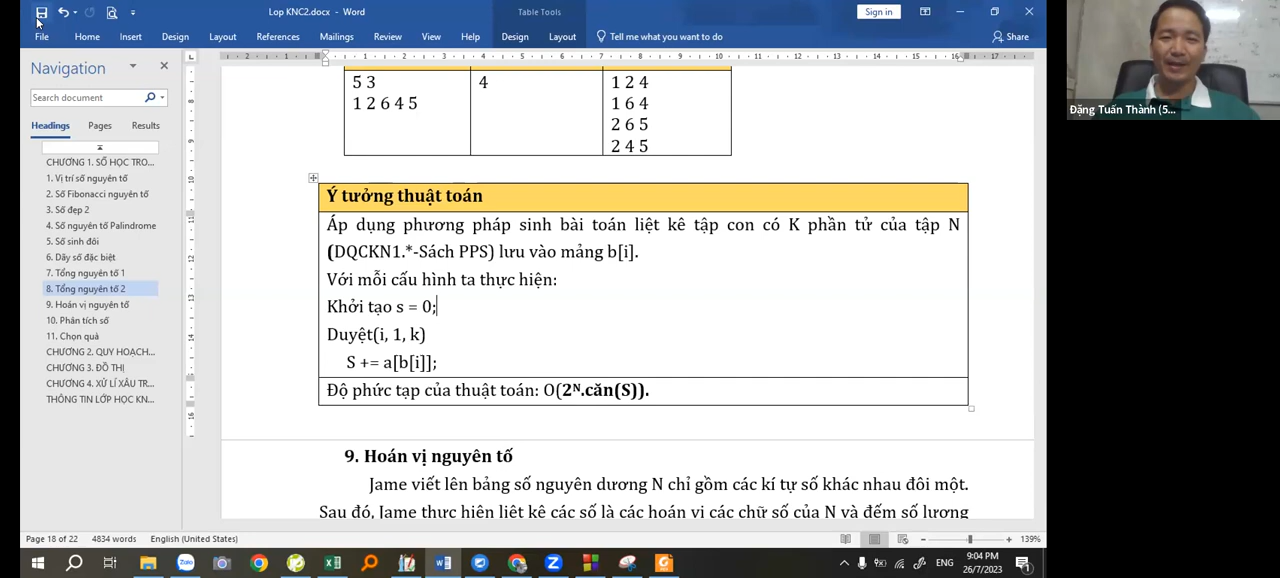 Lop KNC2.docx - Word
Table Tools
Sign in
File Home Insert Design Layout References Mailings Review View Help Design Layout Tell me what you want to do Share
Navigation
Search document
Headings Pages Results
CHƯƠNG 1. SỐ HỌC TRO...
1. Vị trí số nguyên tố
2. Số Fibonacci nguyên tố
3. Số đẹp 2
4. Số nguyên tố Palindrome
5. Số sinh đôi
6. Dãy số đặc biệt
7. Tổng nguyên tố 1
8. Tổng nguyên tố 2
9. Hoán vị nguyên tố
10. Phân tích số
11. Chọn quà
CHƯƠNG 2. QUY HOẠCH...
CHƯƠNG 3. ĐỒ THỊ
CHƯƠNG 4. XỬ LÍ XÂU TR...
THÔNG TIN LỚP HỌC KN...
5 3
1 2 6 4 5
4
1 2 4
1 6 4
2 6 5
2 4 5
Ý tưởng thuật toán
Áp dụng phương pháp sinh bài toán liệt kê tập con có K phần tử của tập N
(DQCKN1.*-Sách PPS) lưu vào mảng b[i].
Với mỗi cấu hình ta thực hiện:
Khởi tạo s = 0;
Duyệt(i, 1, k)
S += a[b[i]];
Độ phức tạp của thuật toán: O(2ᴺ.căn(S)).
9. Hoán vị nguyên tố
Jame viết lên bảng số nguyên dương N chỉ gồm các kí tự số khác nhau đôi một.
Sau đó, Jame thực hiện liệt kê các số là các hoán vị các chữ số của N và đếm số lượng
Page 18 of 22 4834 words English (United States) 139%
ENG
9:04 PM
26/7/2023
Đặng Tuấn Thành (5...